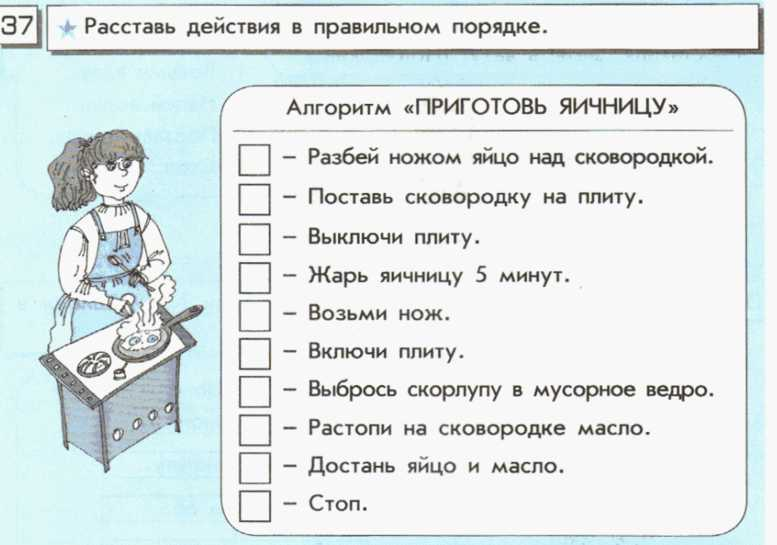 37
Расставь действия в правильном порядке.
Алгоритм «ПРИГОТОВЬ ЯИЧНИЦУ»
– Разбей ножом яйцо над сковородкой.
– Поставь сковородку на плиту.
– Выключи плиту.
– Жарь яичницу 5 минут.
– Возьми нож.
– Включи плиту.
– Выбрось скорлупу в мусорное ведро.
– Растопи на сковородке масло.
– Достань яйцо и масло.
– Стоп.